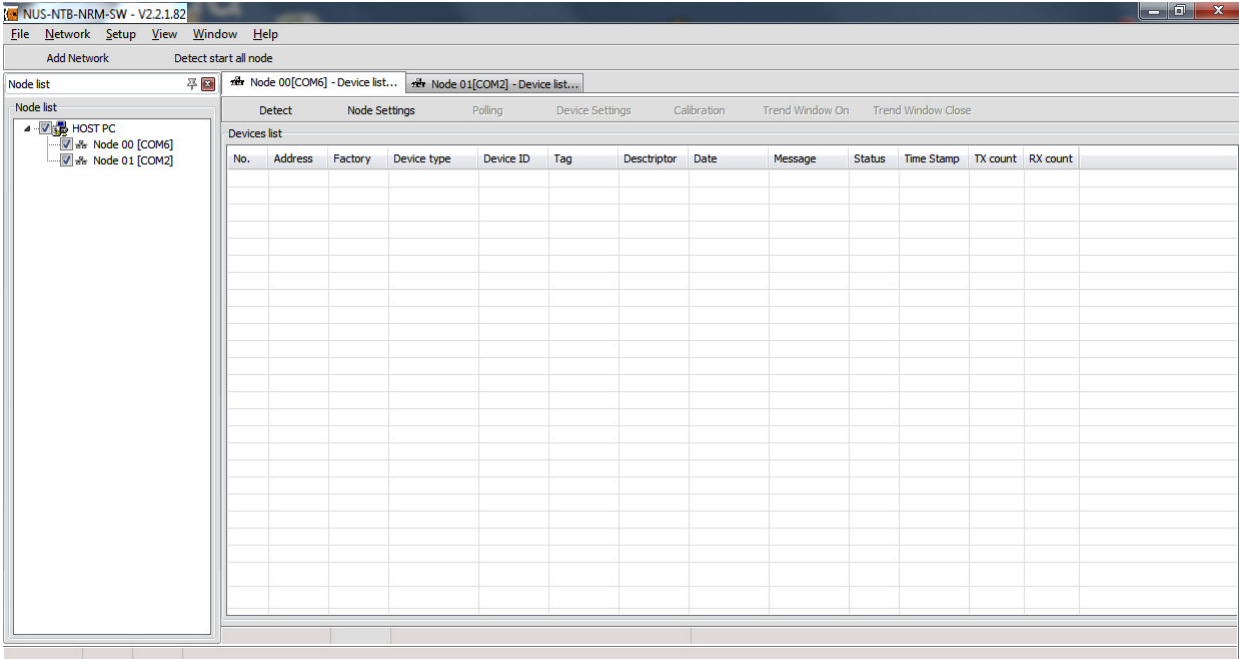 NUS-NTB-NRM-SW - V2.2.1.82
File Network Setup View Window Help
Add Network Detect start all node
Node list
Node 00[COM6] - Device list... Node 01[COM2] - Device list...
Node list
HOST PC
Node 00 [COM6]
Node 01 [COM2]
Detect Node Settings Polling Device Settings Calibration Trend Window On Trend Window Close
Devices list
No. Address Factory Device type Device ID Tag Desctriptor Date Message Status Time Stamp TX count RX count